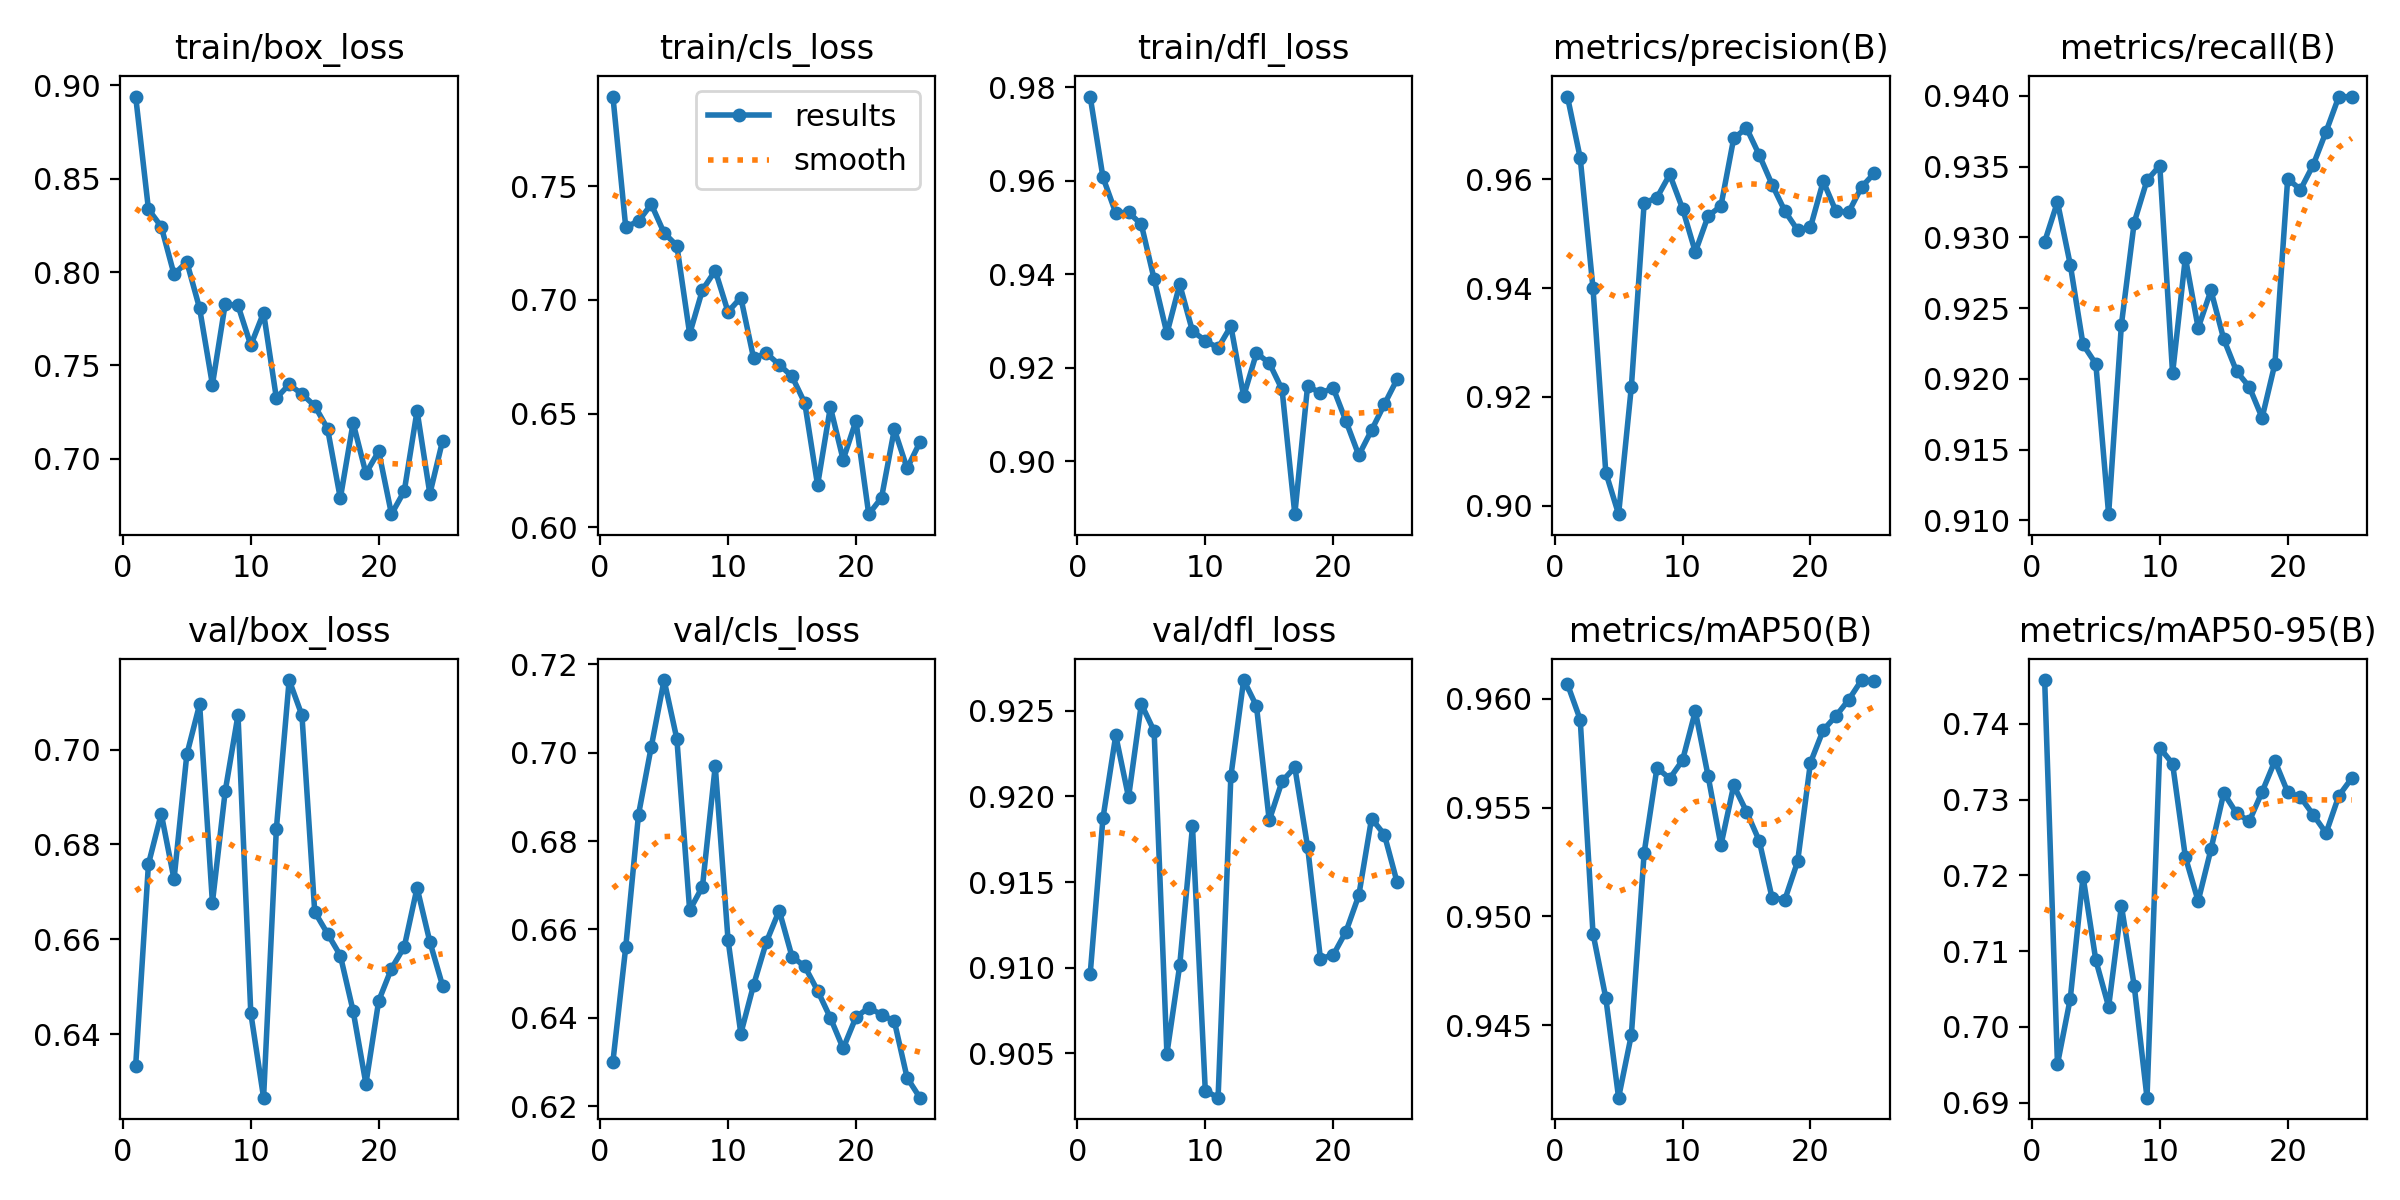 train/box_loss
0.90
0.85
0.80
0.75
0.70
0 10 20
train/cls_loss
results
smooth
0.75
0.70
0.65
0.60
0 10 20
train/dfl_loss
0.98
0.96
0.94
0.92
0.90
0 10 20
metrics/precision(B)
0.96
0.94
0.92
0.90
0 10 20
metrics/recall(B)
0.940
0.935
0.930
0.925
0.920
0.915
0.910
0 10 20
val/box_loss
0.70
0.68
0.66
0.64
0 10 20
val/cls_loss
0.72
0.70
0.68
0.66
0.64
0.62
0 10 20
val/dfl_loss
0.925
0.920
0.915
0.910
0.905
0 10 20
metrics/mAP50(B)
0.960
0.955
0.950
0.945
0 10 20
metrics/mAP50-95(B)
0.74
0.73
0.72
0.71
0.70
0.69
0 10 20